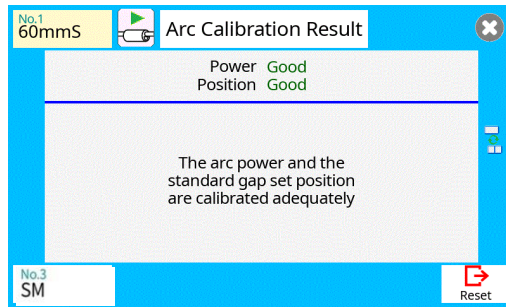 No.1
60mmS
Arc Calibration Result
Power Good
Position Good
The arc power and the
standard gap set position
are calibrated adequately
No.3
SM
Reset